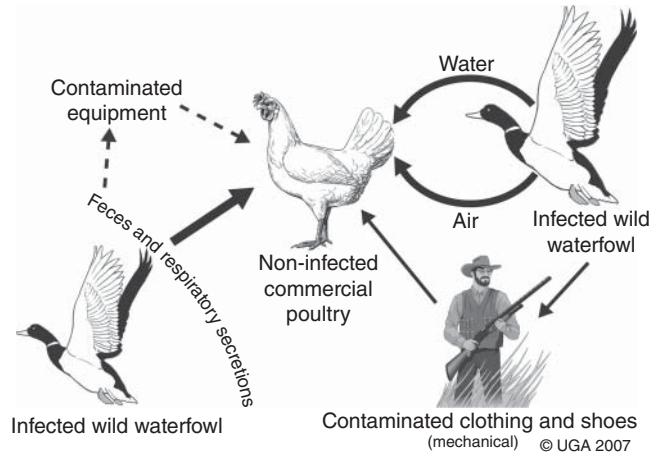 Contaminated
equipment
Water
Air
Infected wild
waterfowl
Non-infected
commercial
poultry
Feces and respiratory secretions
Infected wild waterfowl
Contaminated clothing and shoes
(mechanical)
© UGA 2007